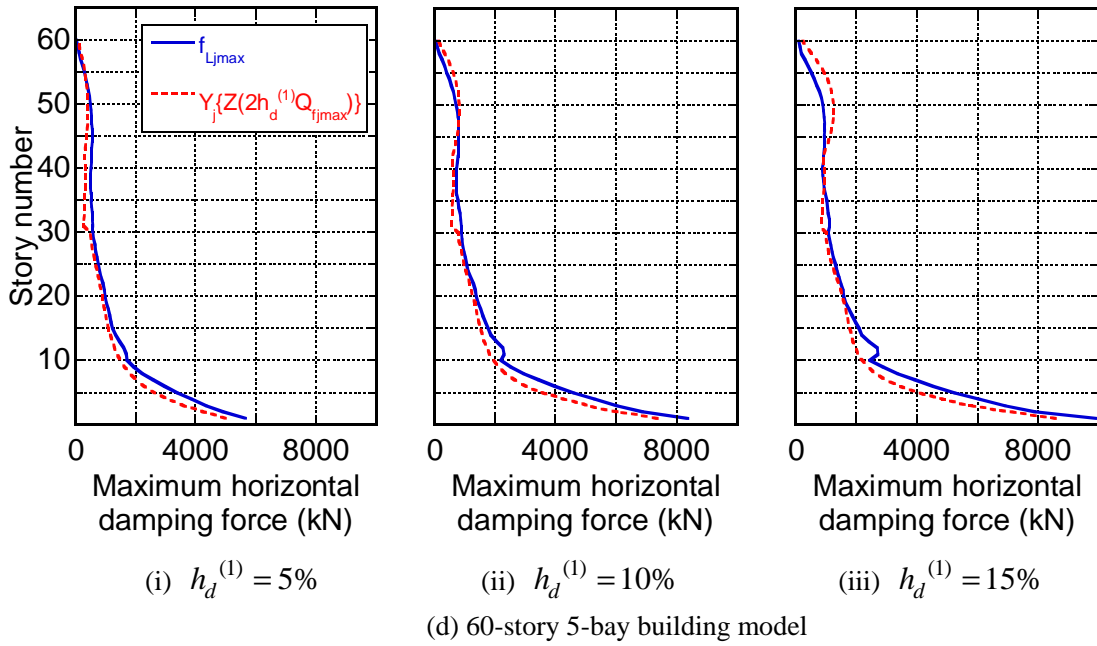 Story number
60
50
40
30
20
10
f_Ljmax
Y_j{Z(2h_d^(1)Q_fjmax)}
0 4000 8000
0 4000 8000
0 4000 8000
Maximum horizontal damping force (kN)
Maximum horizontal damping force (kN)
Maximum horizontal damping force (kN)
(i) h_d^(1) = 5%
(ii) h_d^(1) = 10%
(iii) h_d^(1) = 15%
(d) 60-story 5-bay building model